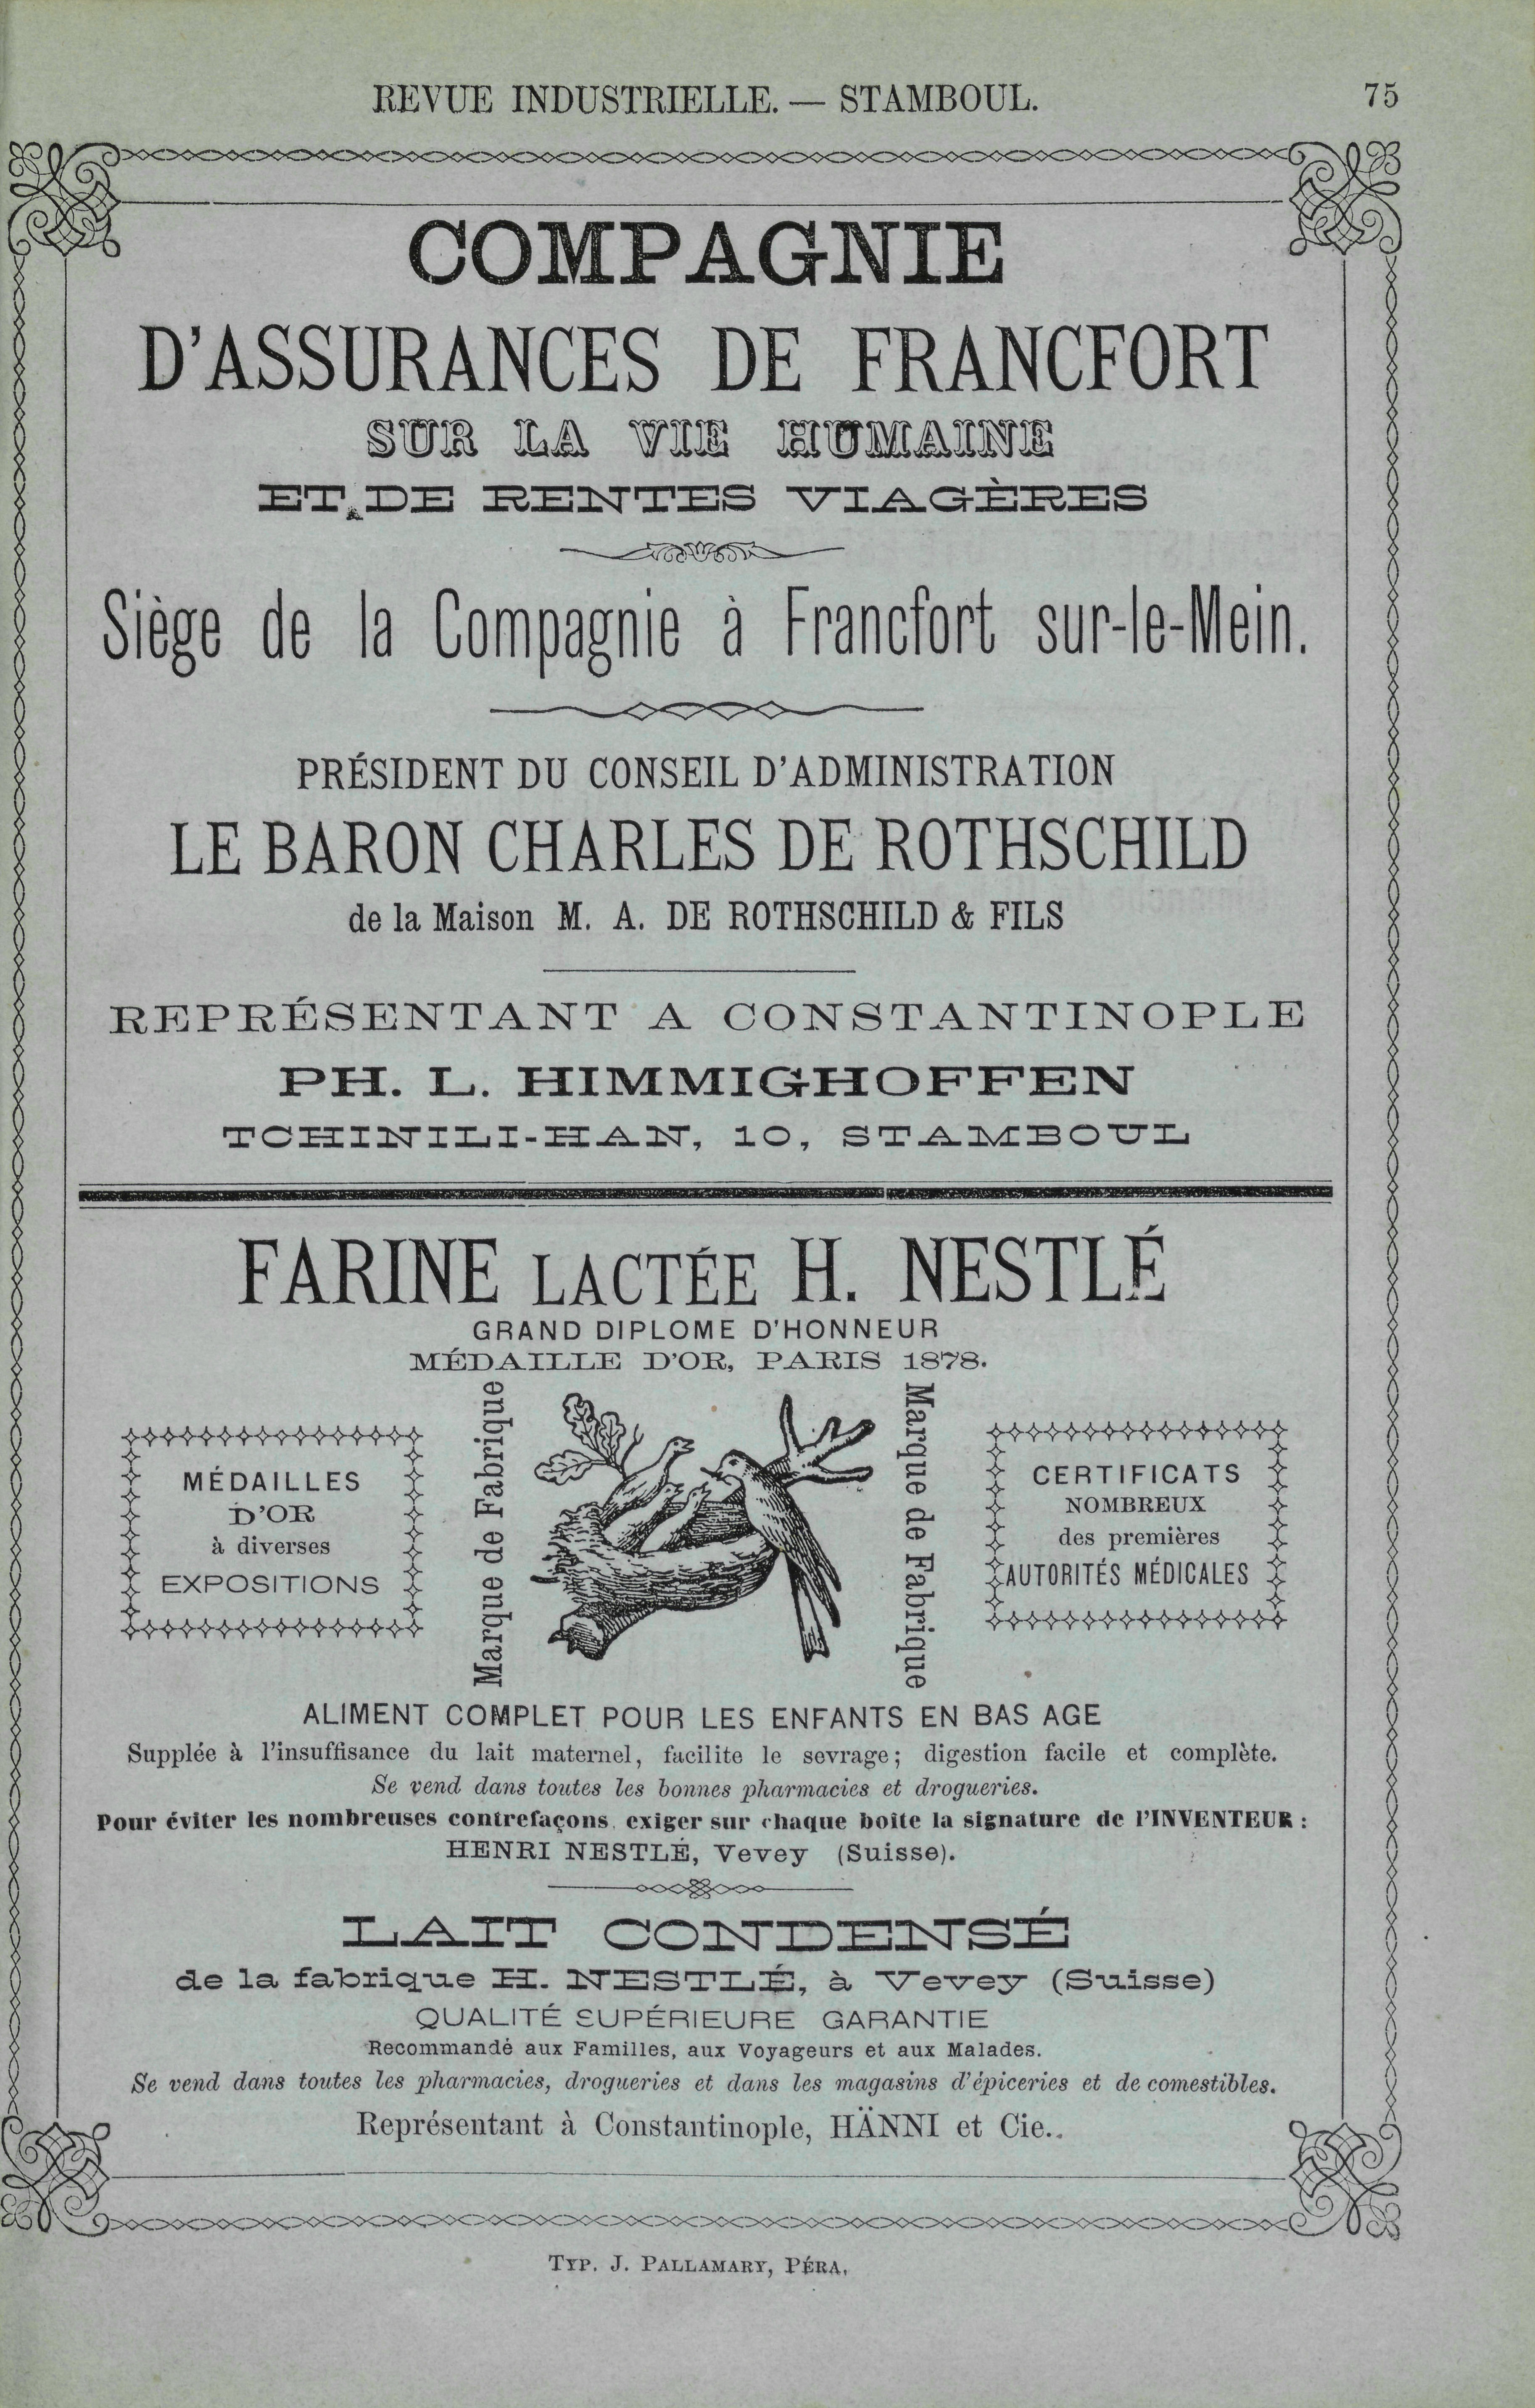 REVUE INDUSTRIELLE. — STAMBOUL.
75
COMPAGNIE
D'ASSURANCES DE FRANCFORT
SUR LA VIE HUMAINE
ET DE RENTES VIAGÈRES
Siège de la Compagnie à Francfort sur-le-Mein.
PRÉSIDENT DU CONSEIL D'ADMINISTRATION
LE BARON CHARLES DE ROTHSCHILD
de la Maison M. A. DE ROTHSCHILD & FILS
REPRÉSENTANT A CONSTANTINOPLE
PH. L. HIMMIGHOFFEN
TCHINILI-HAN, 10, STAMBOUL
FARINE LACTÉE H. NESTLÉ
GRAND DIPLOME D'HONNEUR
MÉDAILLE D'OR, PARIS 1878.
MÉDAILLES
D'OR
à diverses
EXPOSITIONS
Marque de Fabrique
Marque de Fabrique
CERTIFICATS
NOMBREUX
des premières
AUTORITÉS MÉDICALES
ALIMENT COMPLET POUR LES ENFANTS EN BAS AGE
Supplée à l'insuffisance du lait maternel, facilite le sevrage; digestion facile et complète.
Se vend dans toutes les bonnes pharmacies et drogueries.
Pour éviter les nombreuses contrefaçons, exiger sur chaque boîte la signature de l'INVENTEUR:
HENRI NESTLÉ, Vevey (Suisse).
LAIT CONDENSÉ
de la fabrique H. NESTLÉ, à Vevey (Suisse)
QUALITÉ SUPÉRIEURE GARANTIE
Recommandé aux Familles, aux Voyageurs et aux Malades.
Se vend dans toutes les pharmacies, drogueries et dans les magasins d'épiceries et de comestibles.
Représentant à Constantinople, HÄNNI et Cie..
TYP. J. PALLAMARY, PÉRA.